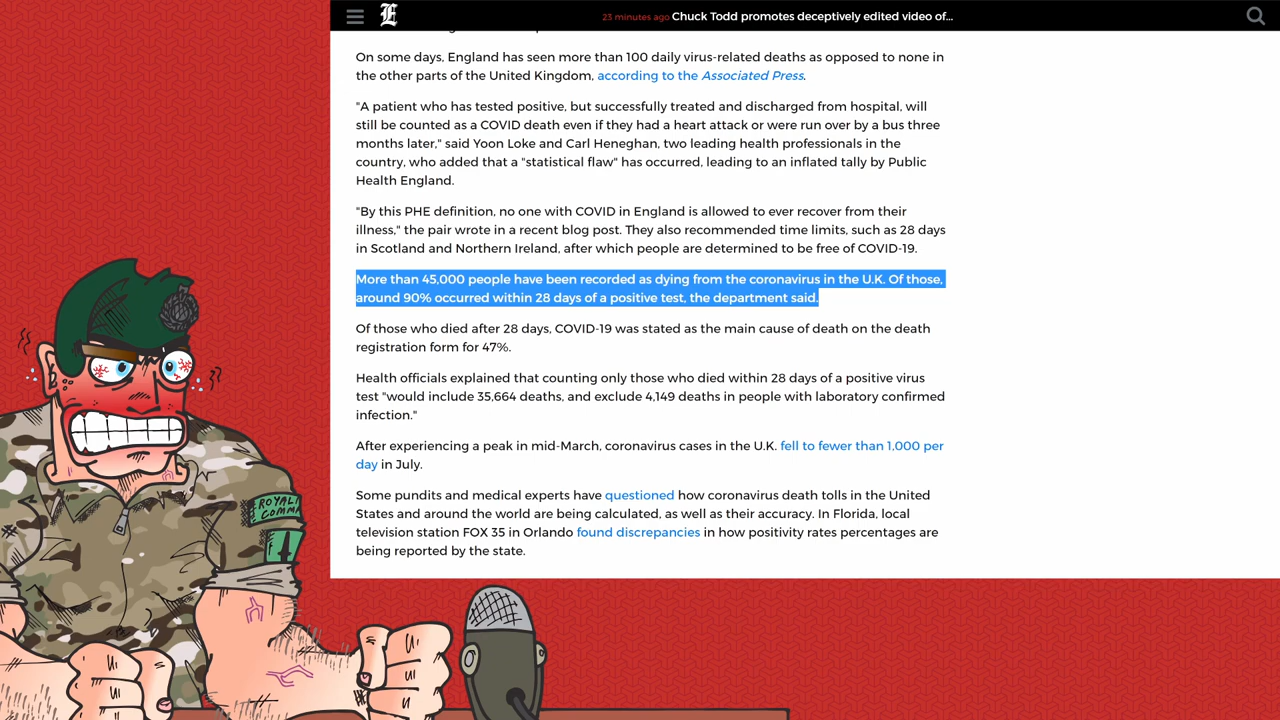 E
23 minutes ago Chuck Todd promotes deceptively edited video of...
On some days, England has seen more than 100 daily virus-related deaths as opposed to none in
the other parts of the United Kingdom, according to the Associated Press.
"A patient who has tested positive, but successfully treated and discharged from hospital, will
still be counted as a COVID death even if they had a heart attack or were run over by a bus three
months later," said Yoon Loke and Carl Heneghan, two leading health professionals in the
country, who added that a "statistical flaw" has occurred, leading to an inflated tally by Public
Health England.
"By this PHE definition, no one with COVID in England is allowed to ever recover from their
illness," the pair wrote in a recent blog post. They also recommended time limits, such as 28 days
in Scotland and Northern Ireland, after which people are determined to be free of COVID-19.
More than 45,000 people have been recorded as dying from the coronavirus in the U.K. Of those,
around 90% occurred within 28 days of a positive test, the department said.
Of those who died after 28 days, COVID-19 was stated as the main cause of death on the death
registration form for 47%.
Health officials explained that counting only those who died within 28 days of a positive virus
test "would include 35,664 deaths, and exclude 4,149 deaths in people with laboratory confirmed
infection."
After experiencing a peak in mid-March, coronavirus cases in the U.K. fell to fewer than 1,000 per
day in July.
Some pundits and medical experts have questioned how coronavirus death tolls in the United
States and around the world are being calculated, as well as their accuracy. In Florida, local
television station FOX 35 in Orlando found discrepancies in how positivity rates percentages are
being reported by the state.
ROYAL
COMMA